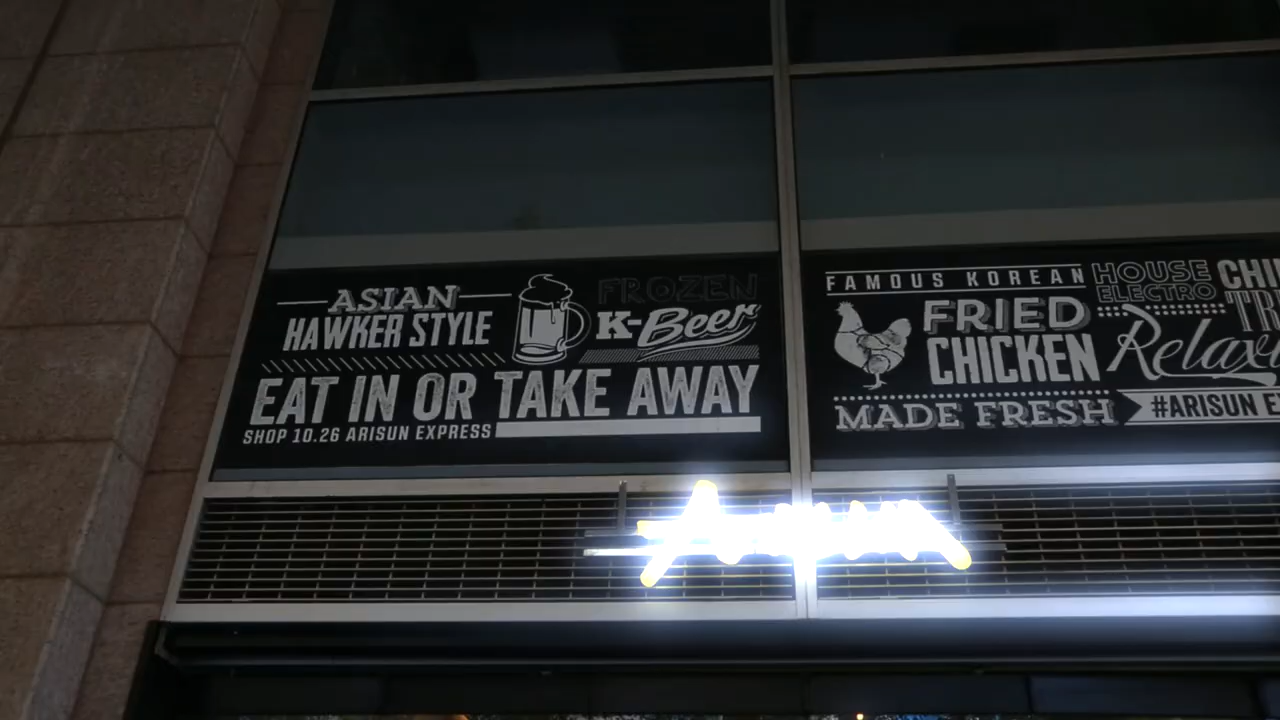 ASIAN
HAWKER STYLE
FROZEN
K-Beer
EAT IN OR TAKE AWAY
SHOP 10.26 ARISUN EXPRESS
FAMOUS KOREAN
FRIED
CHICKEN
MADE FRESH
HOUSE
ELECTRO
#ARISUN